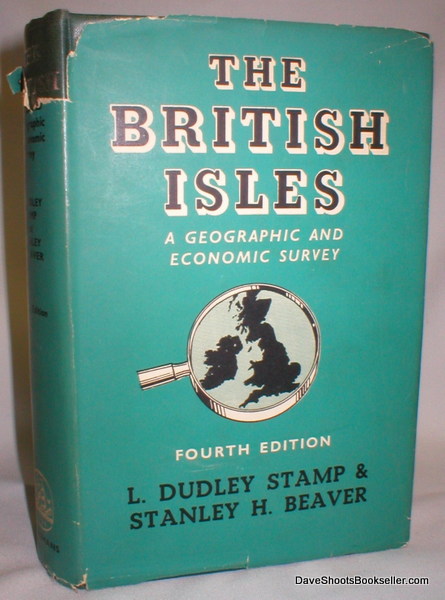 THE
BRITISH
ISLES
A GEOGRAPHIC AND
ECONOMIC SURVEY
FOURTH EDITION
L. DUDLEY STAMP &
STANLEY H. BEAVER
DaveShootsBookseller.com